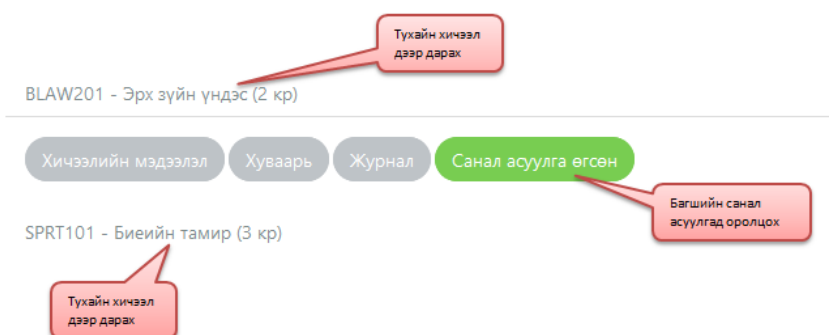 Тухайн хичээл
дээр дарах
BLAW201 - Эрх зүйн үндэс (2 кр)
Хичээлийн мэдээлэл
Хуваарь
Журнал
Санал асуулга өгсөн
Багшийн санал
асуулгад оролцох
SPRT101 - Биеийн тамир (3 кр)
Тухайн хичээл
дээр дарах